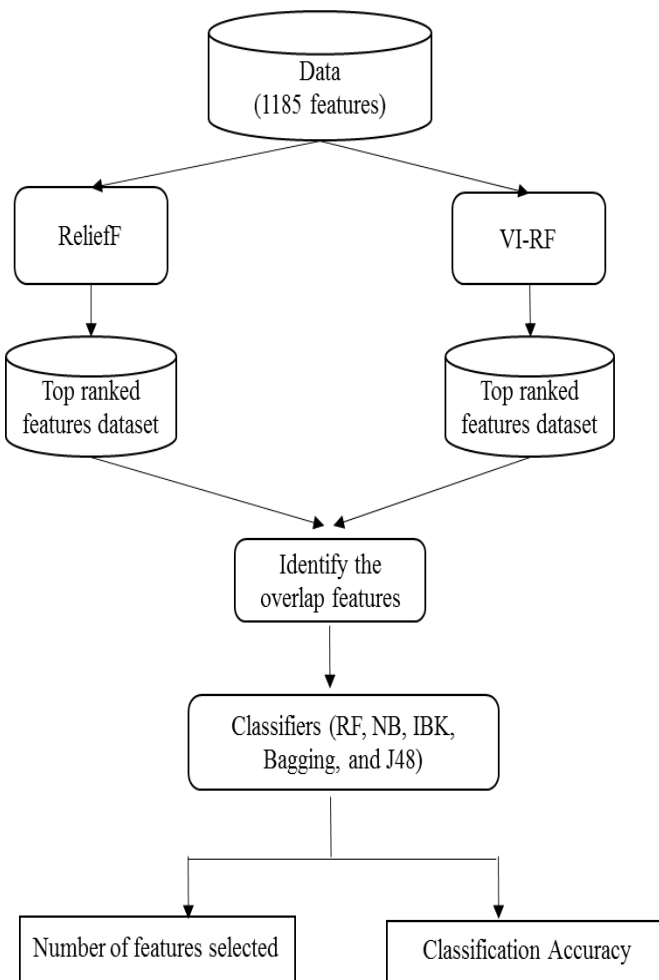 Data
(1185 features)
ReliefF
VI-RF
Top ranked
features dataset
Top ranked
features dataset
Identify the
overlap features
Classifiers (RF, NB, IBK,
Bagging, and J48)
Number of features selected
Classification Accuracy